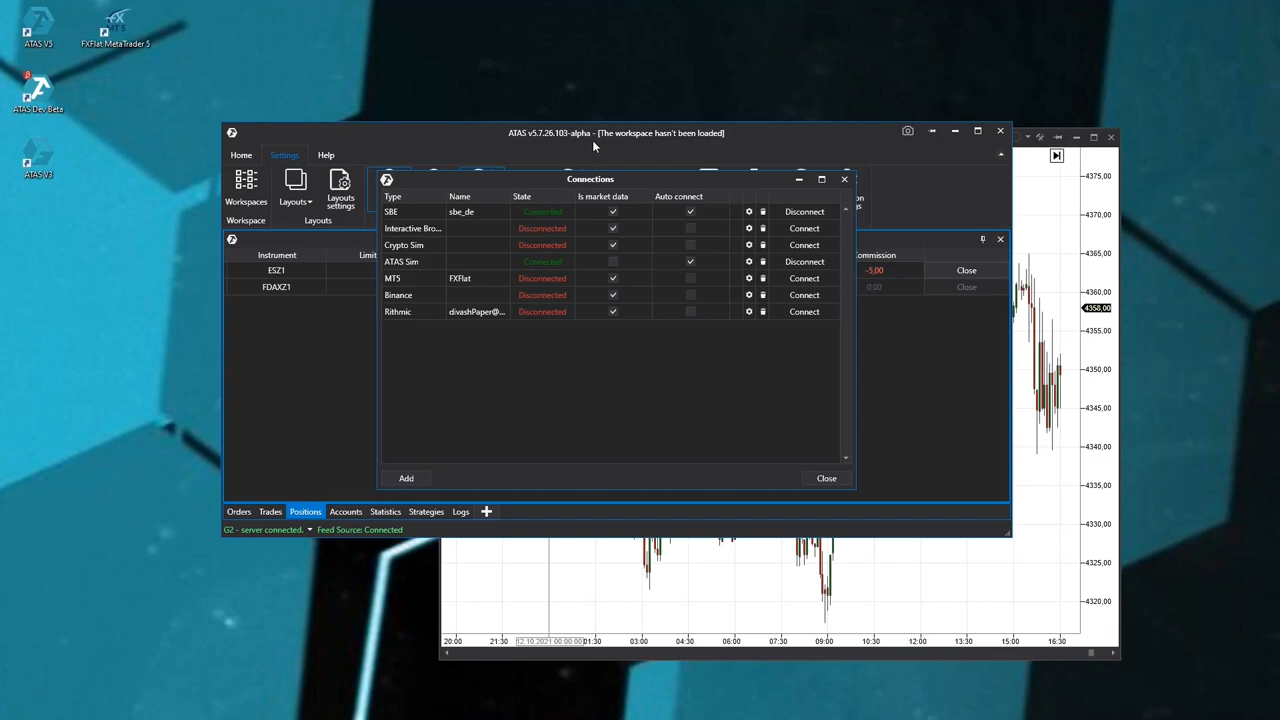 ATAS V5
FXFlat MetaTrader 5
ATAS Dev Beta
ATAS V3
ATAS v5.7.26.103-alpha - [The workspace hasn't been loaded]
Home Settings Help
Workspaces Layouts Layouts settings
Workspace Layouts
Connections
Type Name State Is market data Auto connect
SBE sbe_de Connected Disconnect
Interactive Bro... Disconnected Connect
Crypto Sim Disconnected Connect
ATAS Sim Connected Disconnect
MT5 FXFlat Disconnected Connect
Binance Disconnected Connect
Rithmic divashPaper@... Disconnected Connect
Add Close
Instrument Limi Commission
ESZ1 -5,00 Close
FDAXZ1 0,00 Close
Orders Trades Positions Accounts Statistics Strategies Logs
G2 - server connected. Feed Source: Connected
4375,00
4370,00
4365,00
4360,00
4358,00
4355,00
4350,00
4345,00
4340,00
4335,00
4330,00
4325,00
4320,00
20:00 21:30 12.10.2021 00:00:00 01:30 03:00 04:30 06:00 07:30 09:00 10:30 12:00 13:30 15:00 16:30